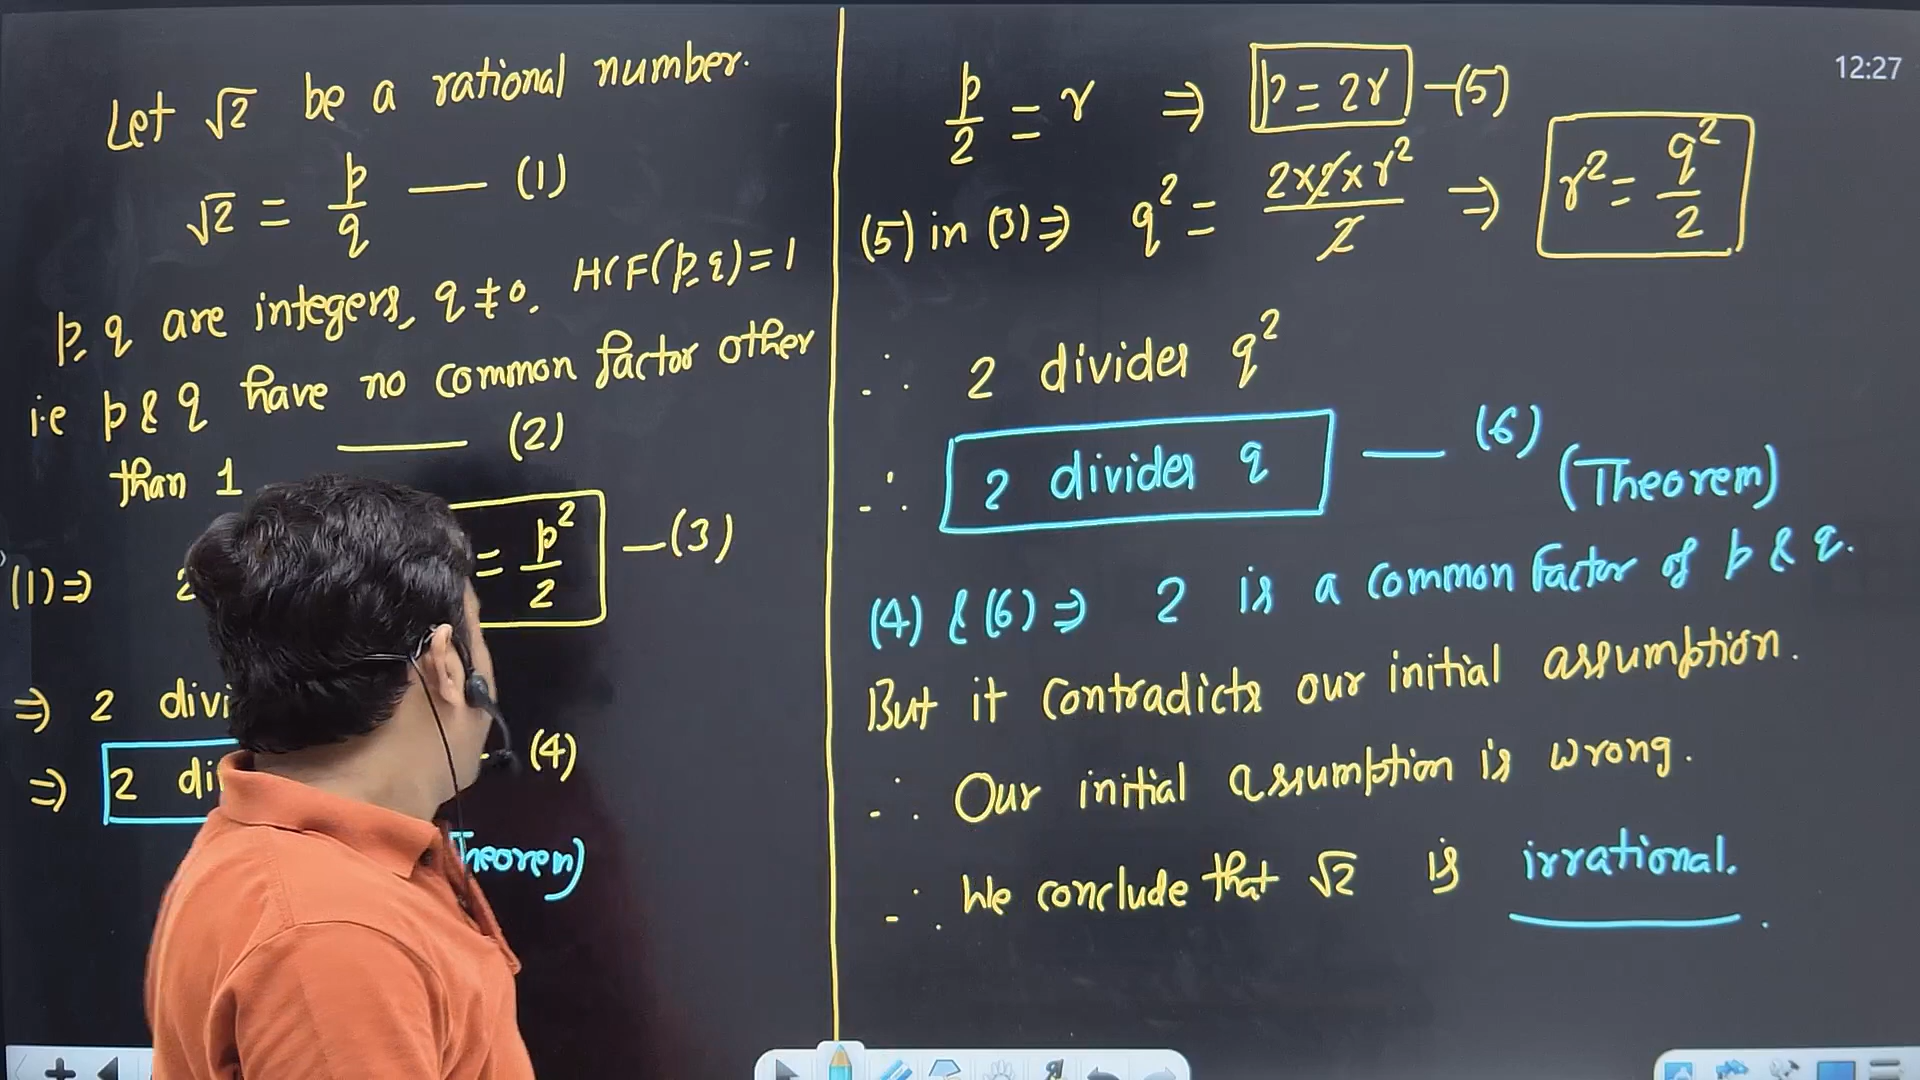 Let √2 be a rational number.
√2 = p/q — (1)
p, q are integers, q ≠ 0. HCF(p, q) = 1
i.e p & q have no common factor other
than 1 — (2)
(1) ⇒ 2 = p²/2 — (3)
⇒ 2 divi
⇒ 2 di (4)
Theorem)
p/2 = r ⇒ p = 2r — (5)
(5) in (3) ⇒ q² = 2×2×r²/2 ⇒ r² = q²/2
∴ 2 divides q²
∴ 2 divides q — (6)
(Theorem)
(4) & (6) ⇒ 2 is a common factor of p & q.
But it contradicts our initial assumption.
∴ Our initial assumption is wrong.
∴ We conclude that √2 is irrational.
12:27